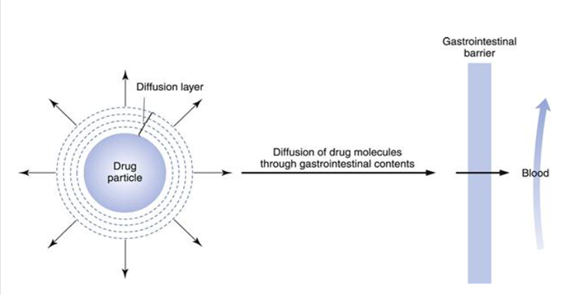 Gastrointestinal
barrier
Diffusion layer
Drug
particle
Diffusion of drug molecules
through gastrointestinal contents
Blood